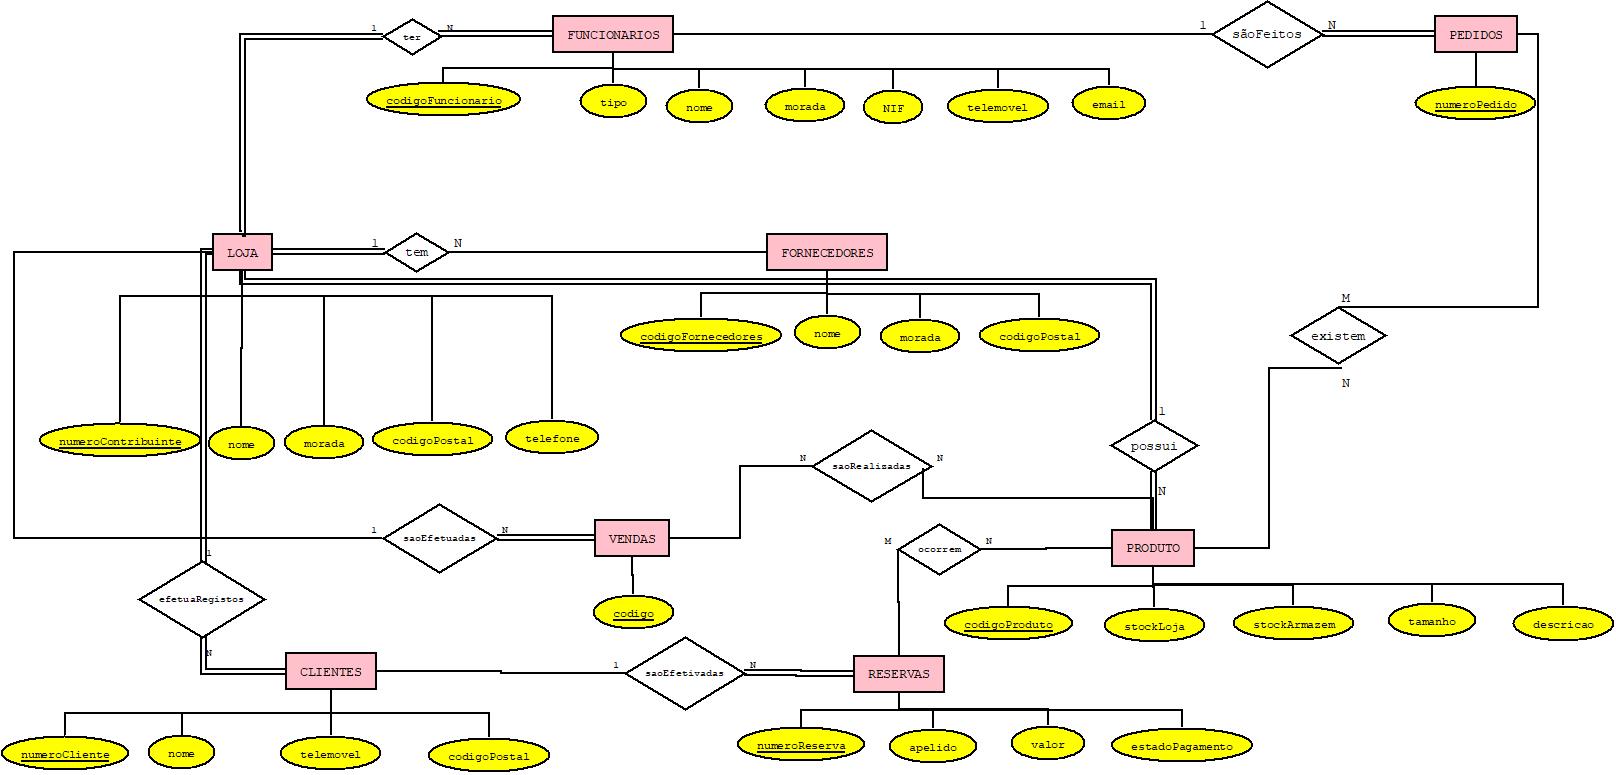 1 ter N FUNCIONARIOS 1 sãoFeitos N PEDIDOS
codigoFuncionario tipo nome morada NIF telemovel email numeroPedido
LOJA 1 tem N FORNECEDORES
M
existem
N
codigoFornecedores nome morada codigoPostal
numeroContribuinte nome morada codigoPostal telefone
1
possui
N
N saoRealizadas N
1 saoEfetuadas N VENDAS
M ocorrem N PRODUTO
1
efetuaRegistos
N
codigo
codigoProduto stockLoja stockArmazem tamanho descricao
CLIENTES 1 saoEfetivadas N RESERVAS
numeroCliente nome telemovel codigoPostal
numeroReserva apelido valor estadoPagamento